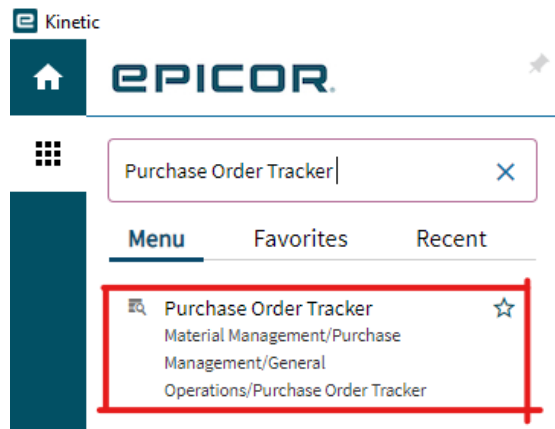 Kinetic
EPICOR.
Purchase Order Tracker
Menu Favorites Recent
Purchase Order Tracker
Material Management/Purchase
Management/General
Operations/Purchase Order Tracker